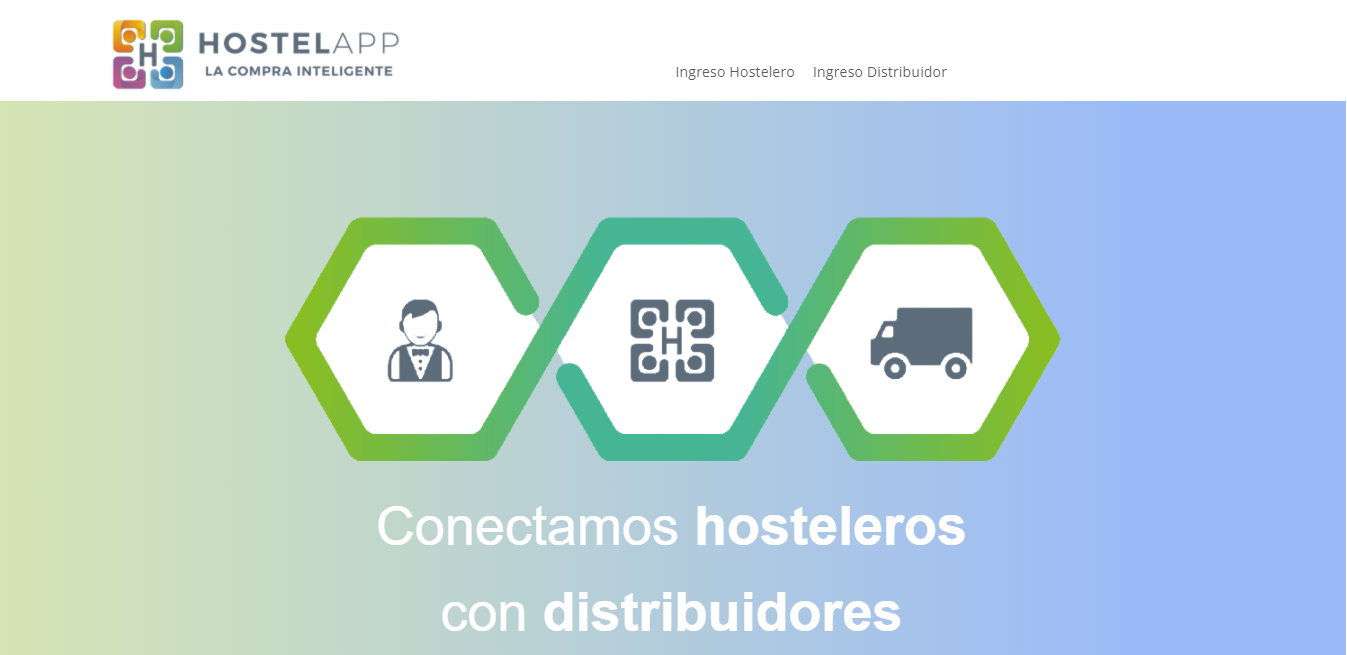 HOSTELAPP
LA COMPRA INTELIGENTE
Ingreso Hostelero Ingreso Distribuidor
H
Conectamos hosteleros
con distribuidores